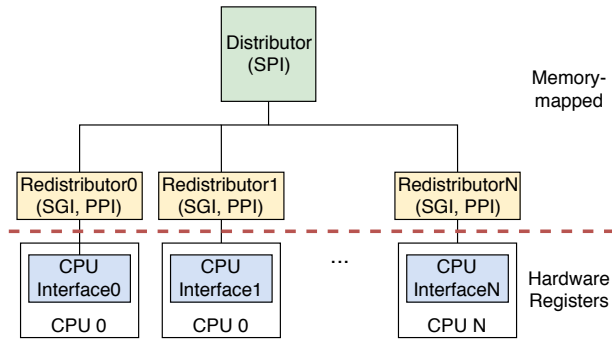 Distributor
(SPI)
Memory-
mapped
Redistributor0
(SGI, PPI)
Redistributor1
(SGI, PPI)
RedistributorN
(SGI, PPI)
CPU
Interface0
CPU 0
CPU
Interface1
CPU 0
...
CPU
InterfaceN
CPU N
Hardware
Registers